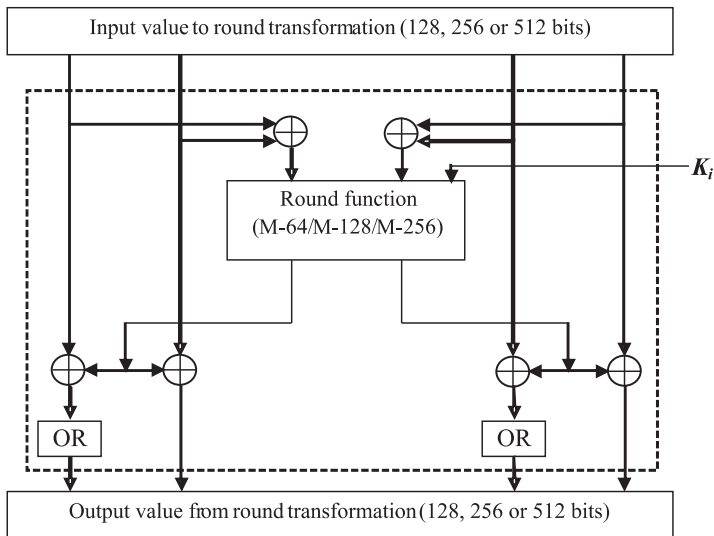 Input value to round transformation (128, 256 or 512 bits)
K_i
Round function
(M-64/M-128/M-256)
OR
OR
Output value from round transformation (128, 256 or 512 bits)